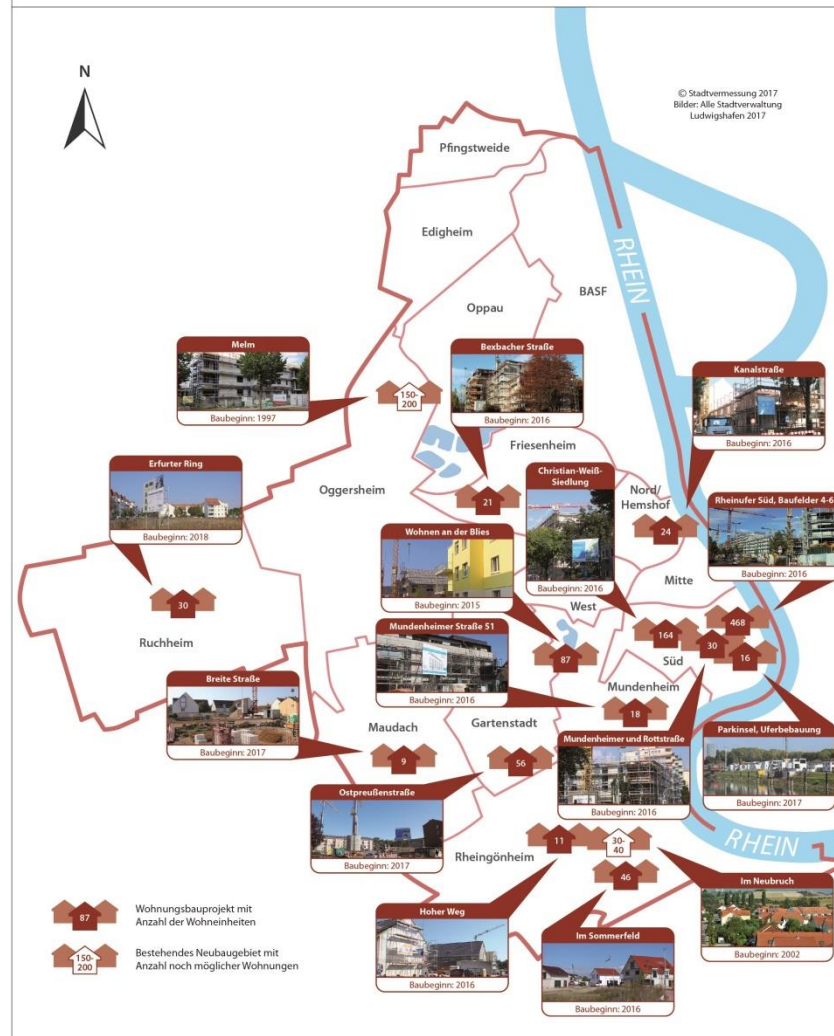 N
© Stadtvermessung 2017
Bilder: Alle Stadtverwaltung
Ludwigshafen 2017
Pfingstweide
Edigheim
RHEIN
BASF
Oppau
Melm
Baubeginn: 1997
150-
200
Bexbacher Straße
Baubeginn: 2016
21
Kanalstraße
Baubeginn: 2016
24
Friesenheim
Erfurter Ring
Baubeginn: 2018
30
Oggersheim
Christian-Weiß-
Siedlung
Baubeginn: 2016
164
Nord/
Hemshof
Rheinufer Süd, Baufelder 4-6
Baubeginn: 2016
468
Wohnen an der Blies
Baubeginn: 2015
87
Mitte
West
Ruchheim
Mundenheimer Straße 51
Baubeginn: 2016
18
30
16
Süd
Breite Straße
Baubeginn: 2017
9
Mundenheim
Maudach
Gartenstadt
56
Mundenheimer und Rottstraße
Baubeginn: 2016
Parkinsel, Uferbebauung
Baubeginn: 2017
Ostpreußenstraße
Baubeginn: 2017
RHEIN
Rheingönheim
11
30-
40
46
Hoher Weg
Baubeginn: 2016
Im Sommerfeld
Baubeginn: 2016
Im Neubruch
Baubeginn: 2002
87
Wohnungsbauprojekt mit
Anzahl der Wohneinheiten
150-
200
Bestehendes Neubaugebiet mit
Anzahl noch möglicher Wohnungen